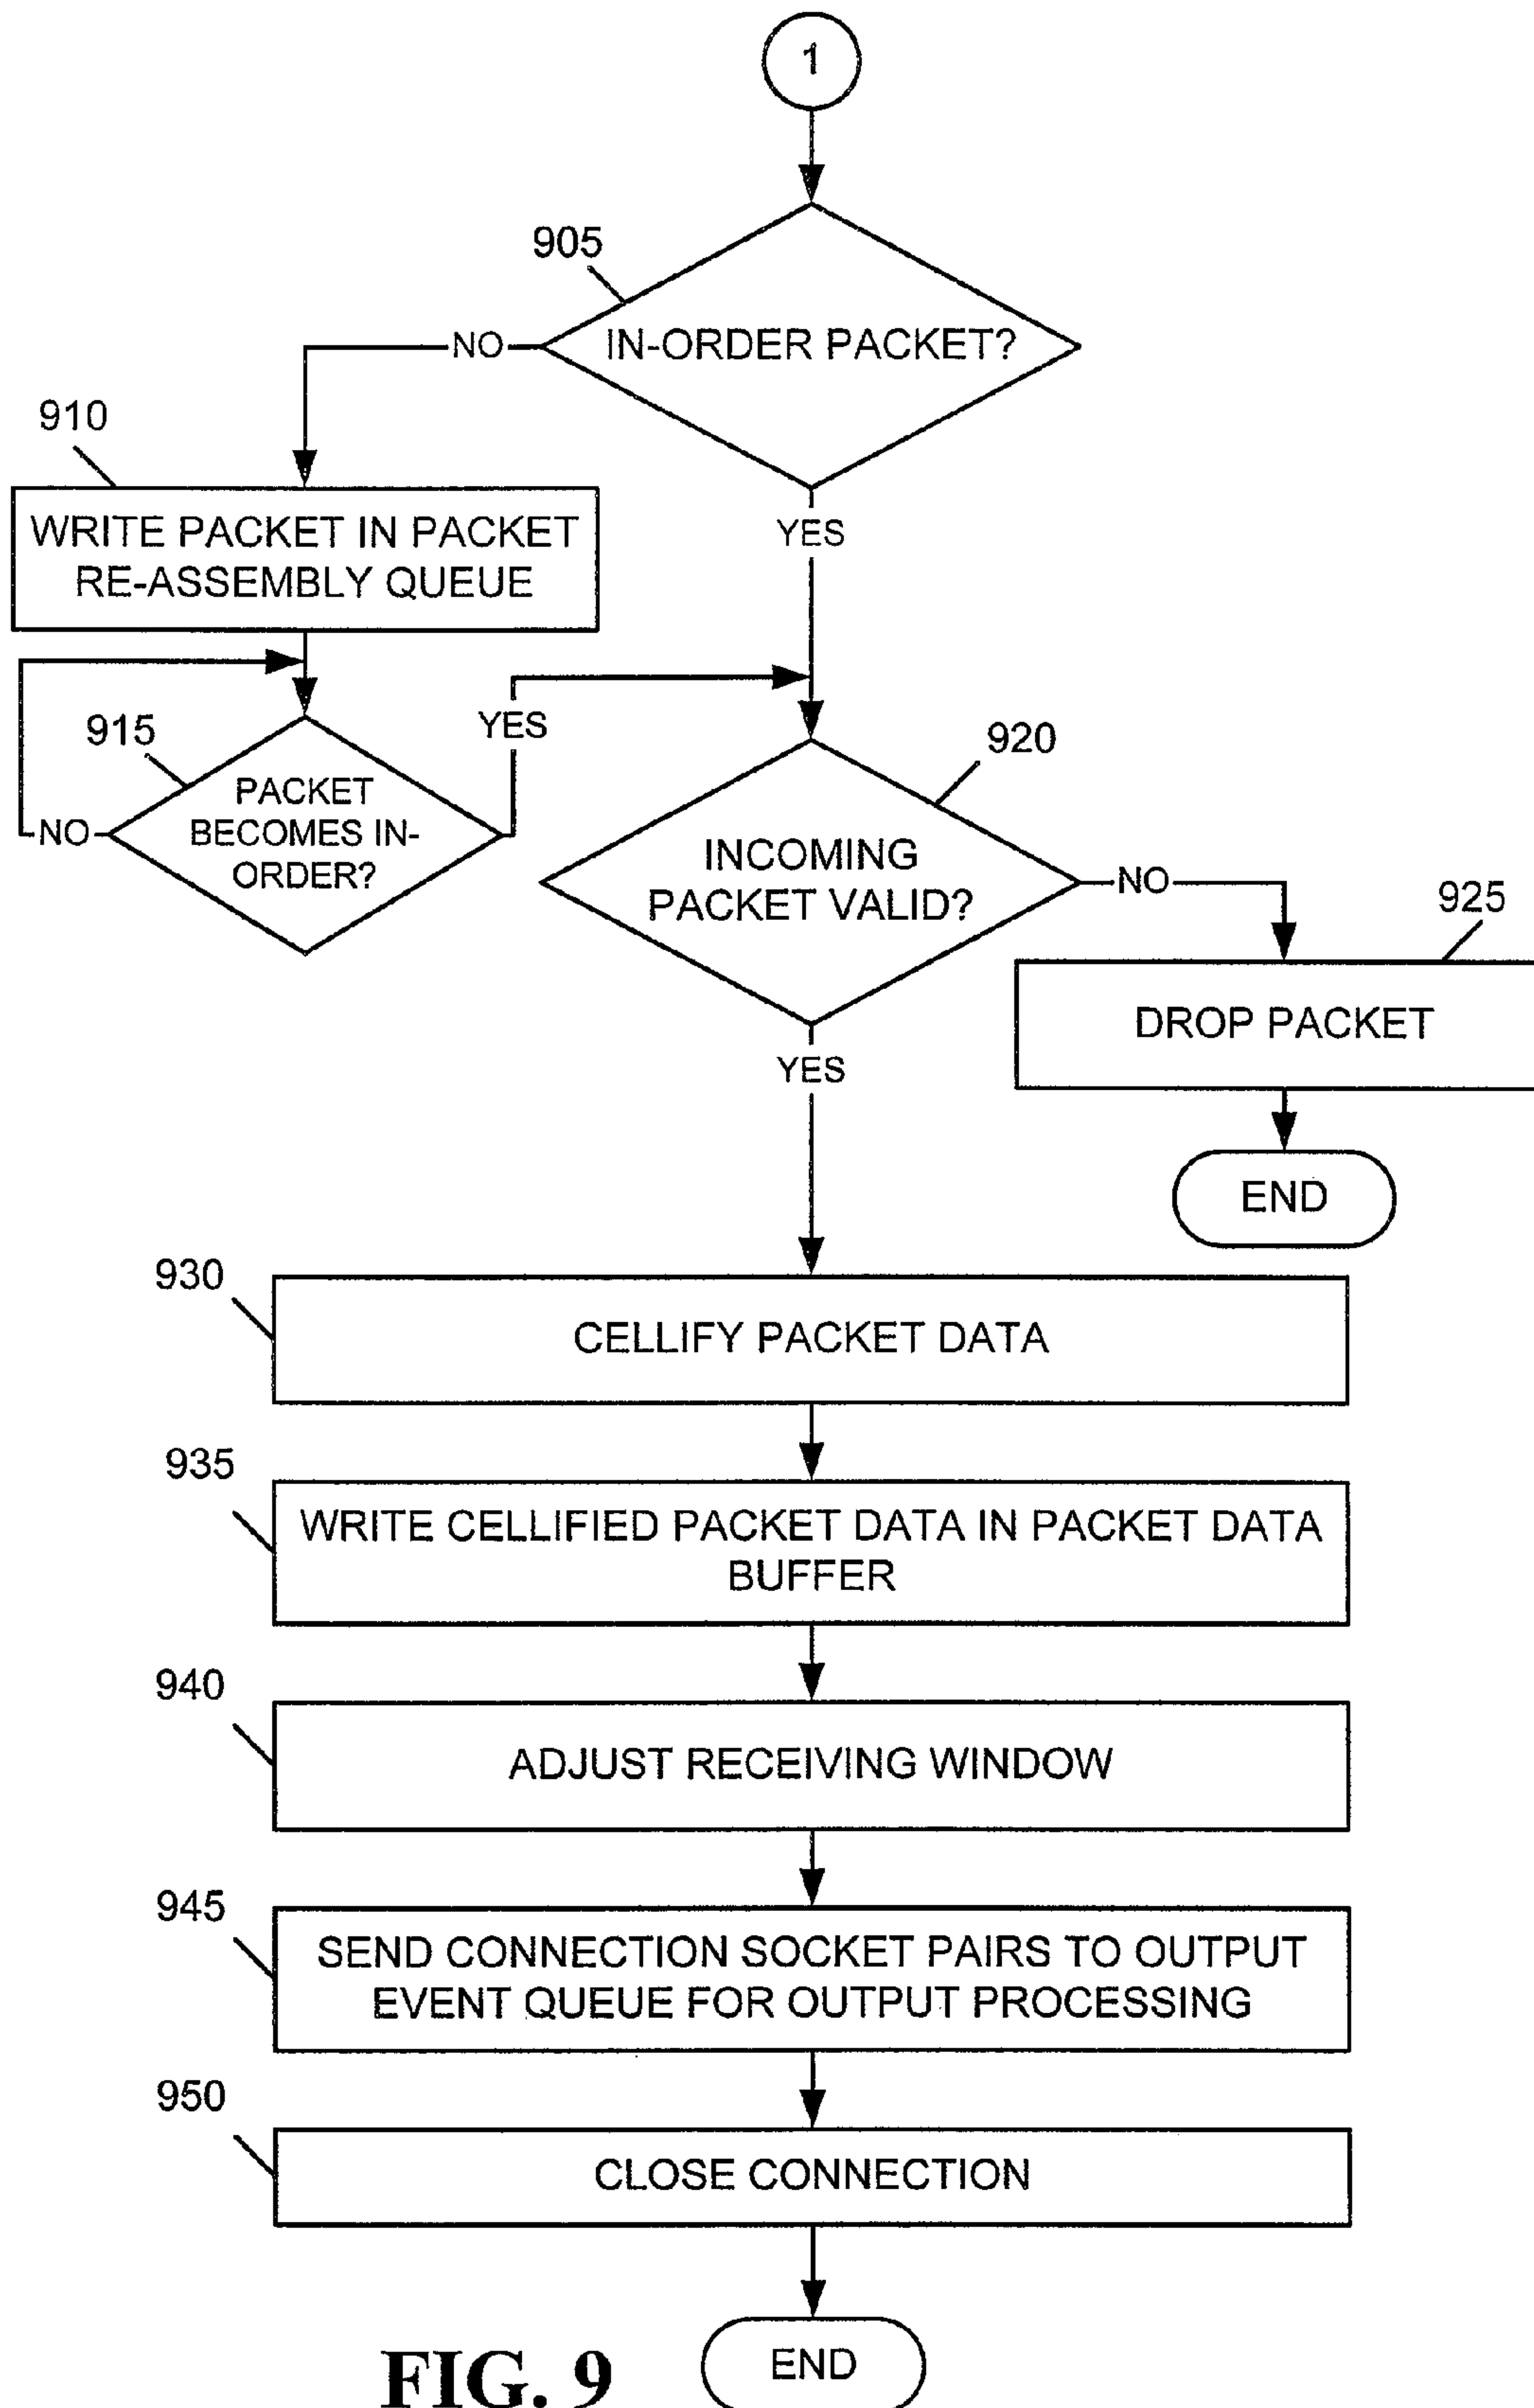 1
905
IN-ORDER PACKET?
NO
910
WRITE PACKET IN PACKET
RE-ASSEMBLY QUEUE
YES
915
PACKET
BECOMES IN-
ORDER?
NO
YES
920
INCOMING
PACKET VALID?
NO
925
DROP PACKET
END
YES
930
CELLIFY PACKET DATA
935
WRITE CELLIFIED PACKET DATA IN PACKET DATA
BUFFER
940
ADJUST RECEIVING WINDOW
945
SEND CONNECTION SOCKET PAIRS TO OUTPUT
EVENT QUEUE FOR OUTPUT PROCESSING
950
CLOSE CONNECTION
END
FIG. 9